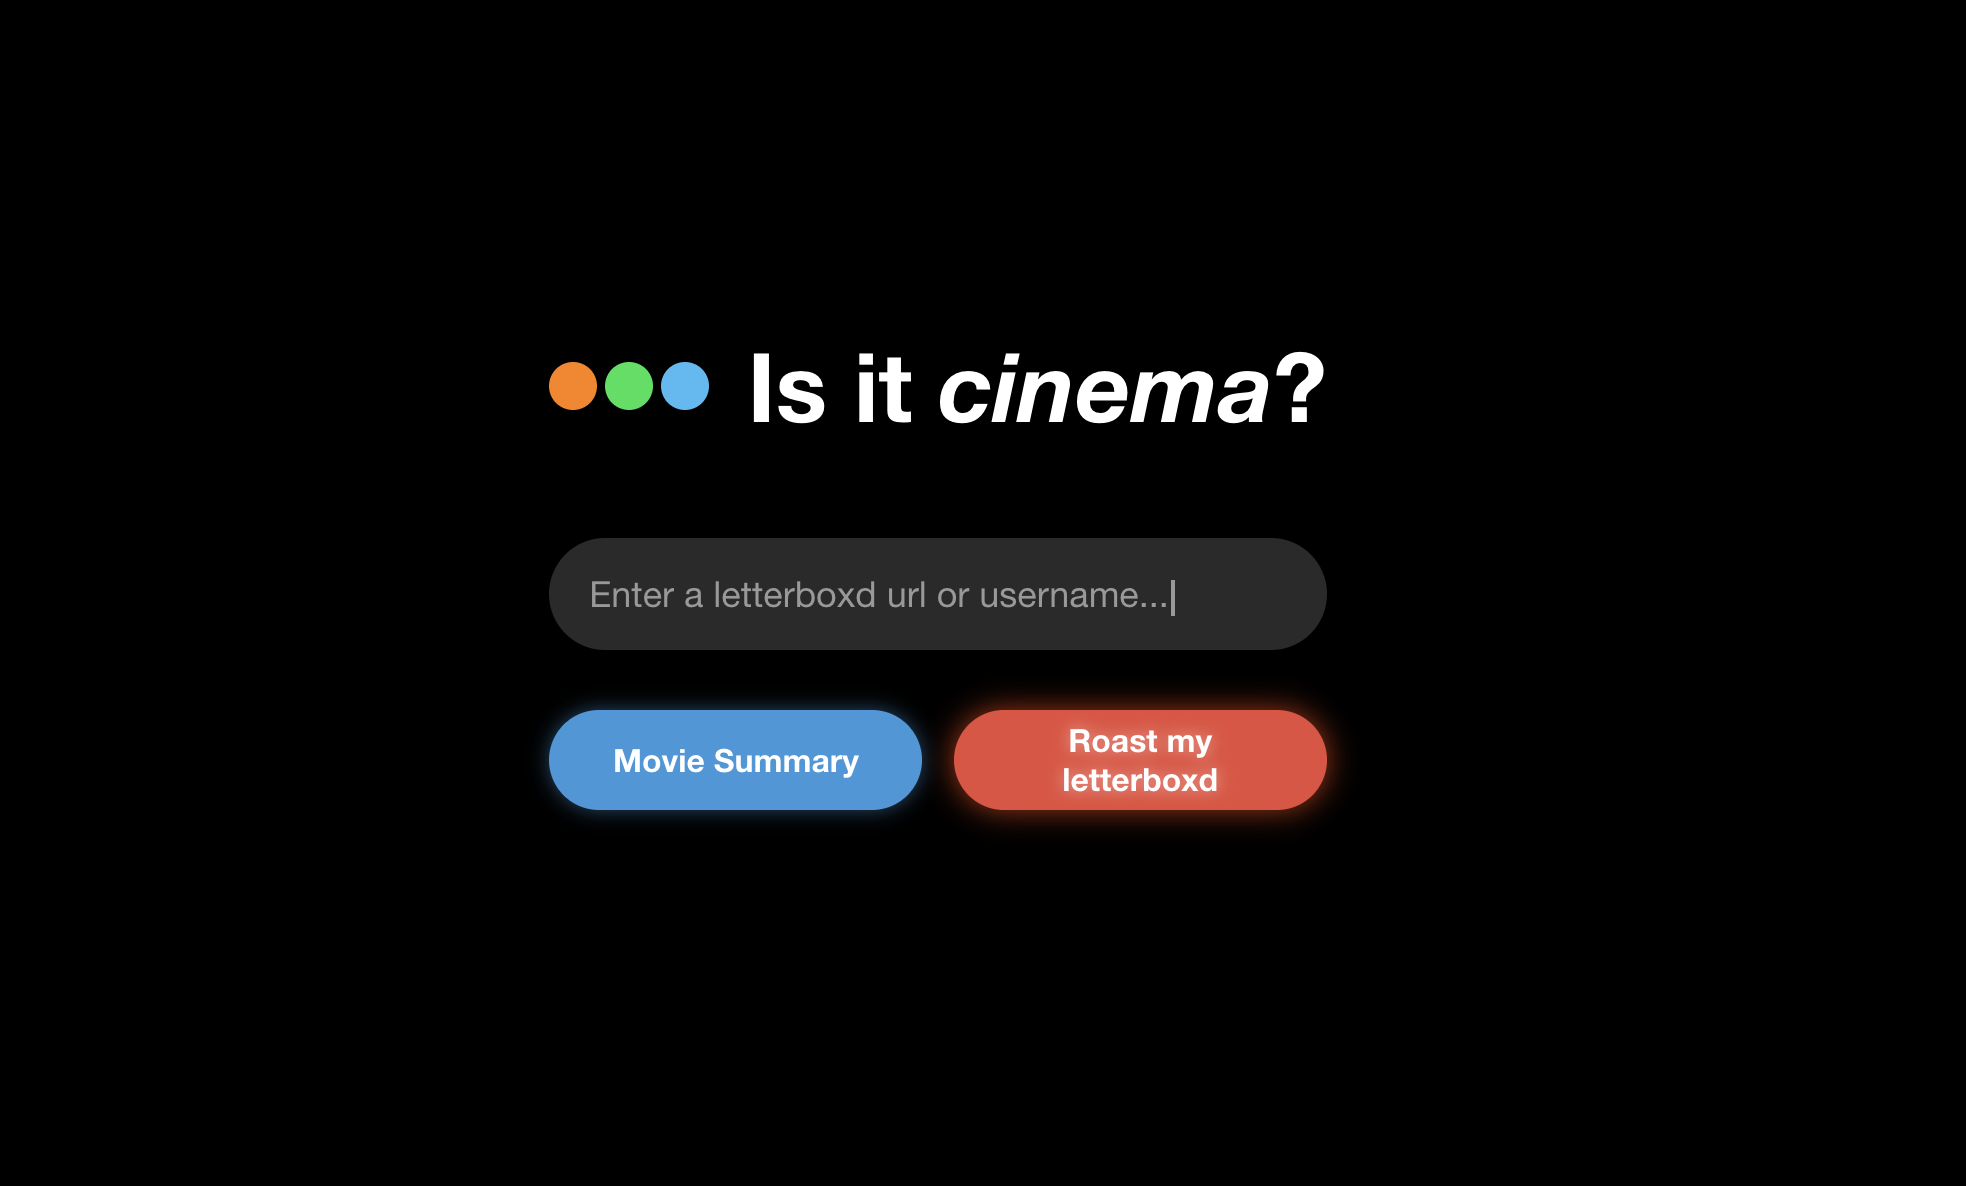 Is it cinema?
Enter a letterboxd url or username...
Movie Summary
Roast my
letterboxd